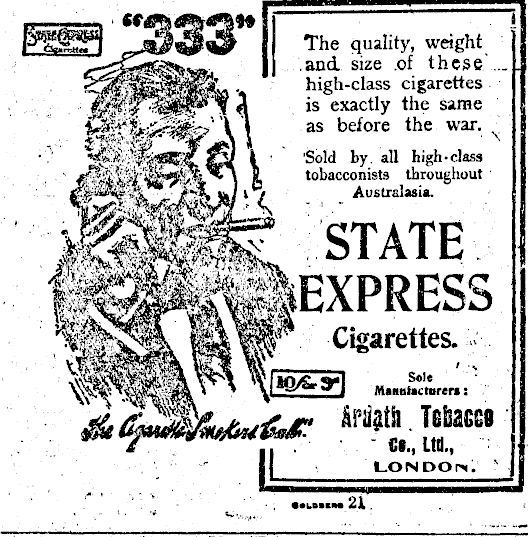 "333"
STATE EXPRESS
Cigarettes
The quality, weight
and size of these
high-class cigarettes
is exactly the same
as before the war.
Sold by all high-class
tobacconists throughout
Australasia.
STATE
EXPRESS
Cigarettes.
10 for 9d
Sole
Manufacturers:
Ardath Tobacco
Co., Ltd.,
LONDON.
The Cigarette Smokers Call!
GOLDBERG 21